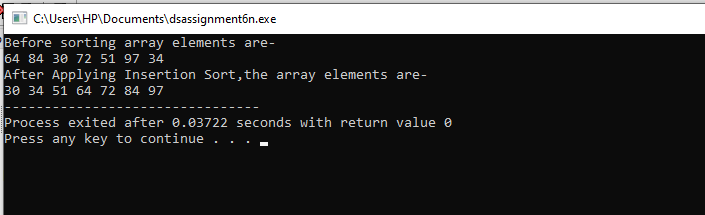 C:\Users\HP\Documents\dsassignment6n.exe
Before sorting array elements are-
64 84 30 72 51 97 34
After Applying Insertion Sort,the array elements are-
30 34 51 64 72 84 97
--------------------------------
Process exited after 0.03722 seconds with return value 0
Press any key to continue . . .